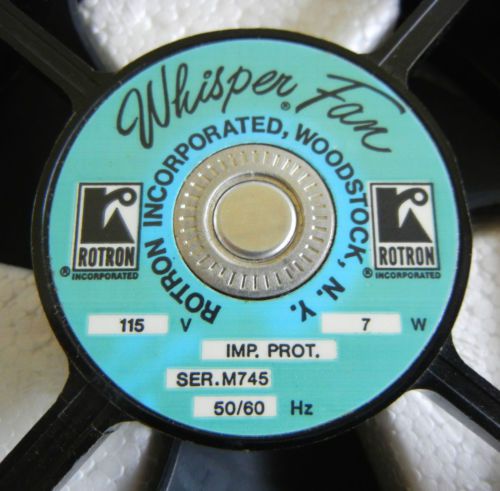 Whisper Fan®
ROTRON INCORPORATED, WOODSTOCK, N.Y.
r
ROTRON
® INCORPORATED
r
ROTRON
® INCORPORATED
115 V
7 W
IMP. PROT.
SER.M745
50/60 Hz